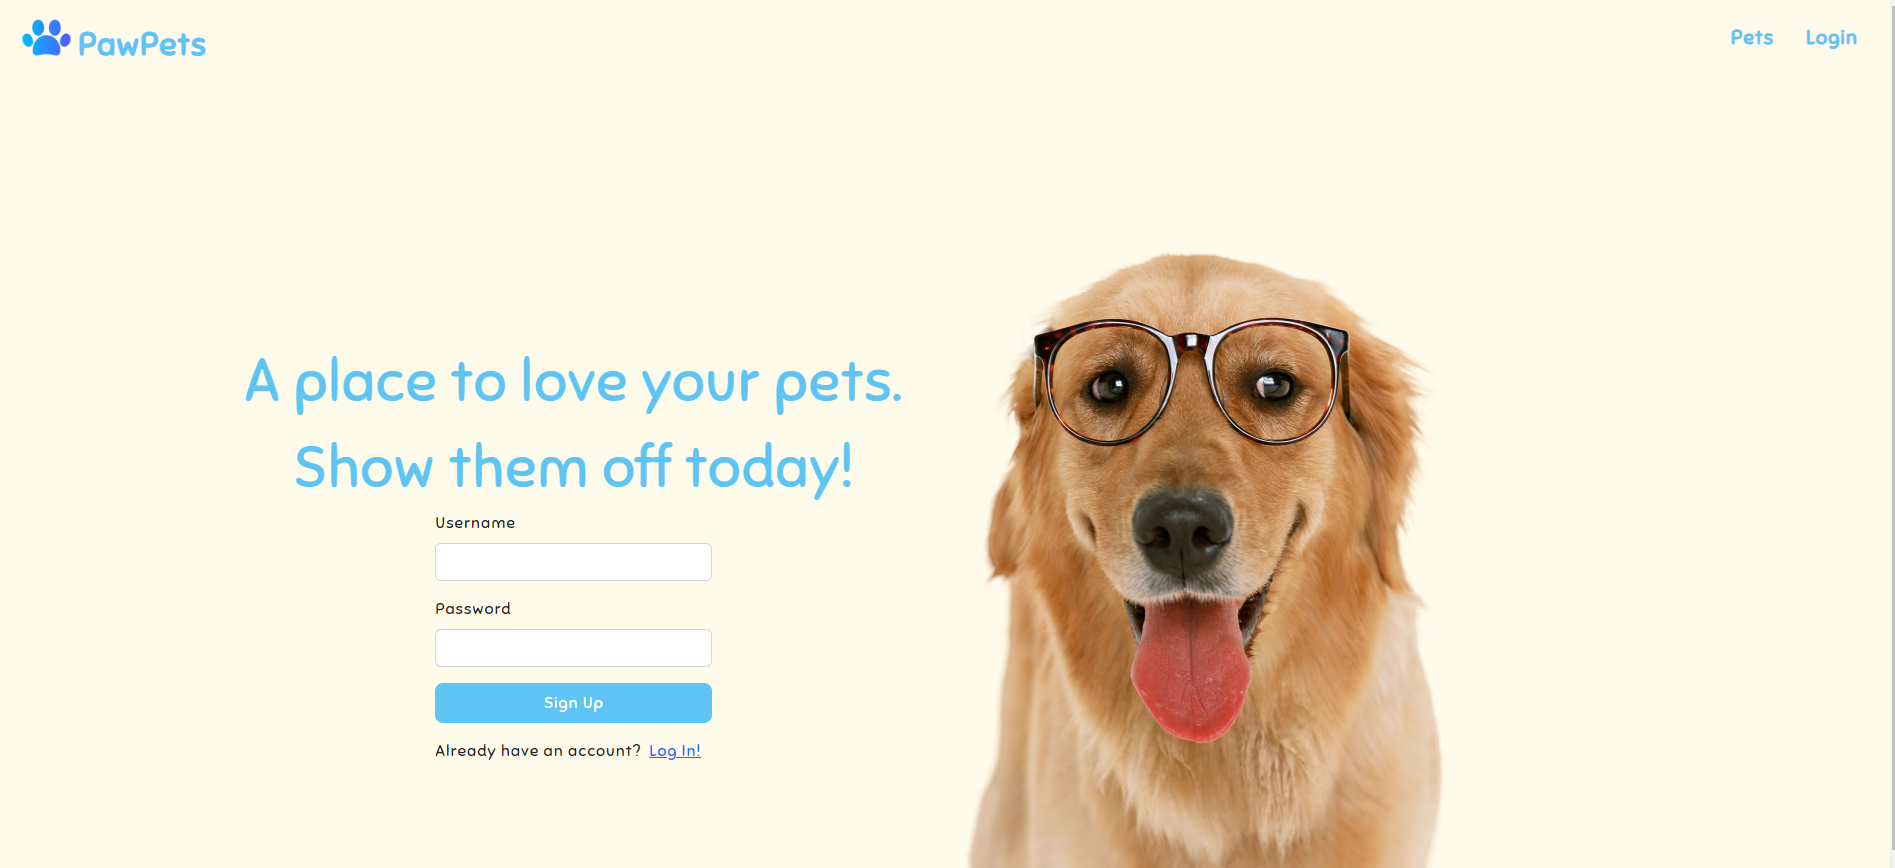 PawPets
Pets
Login
A place to love your pets.
Show them off today!
Username
Password
Sign Up
Already have an account? Log In!